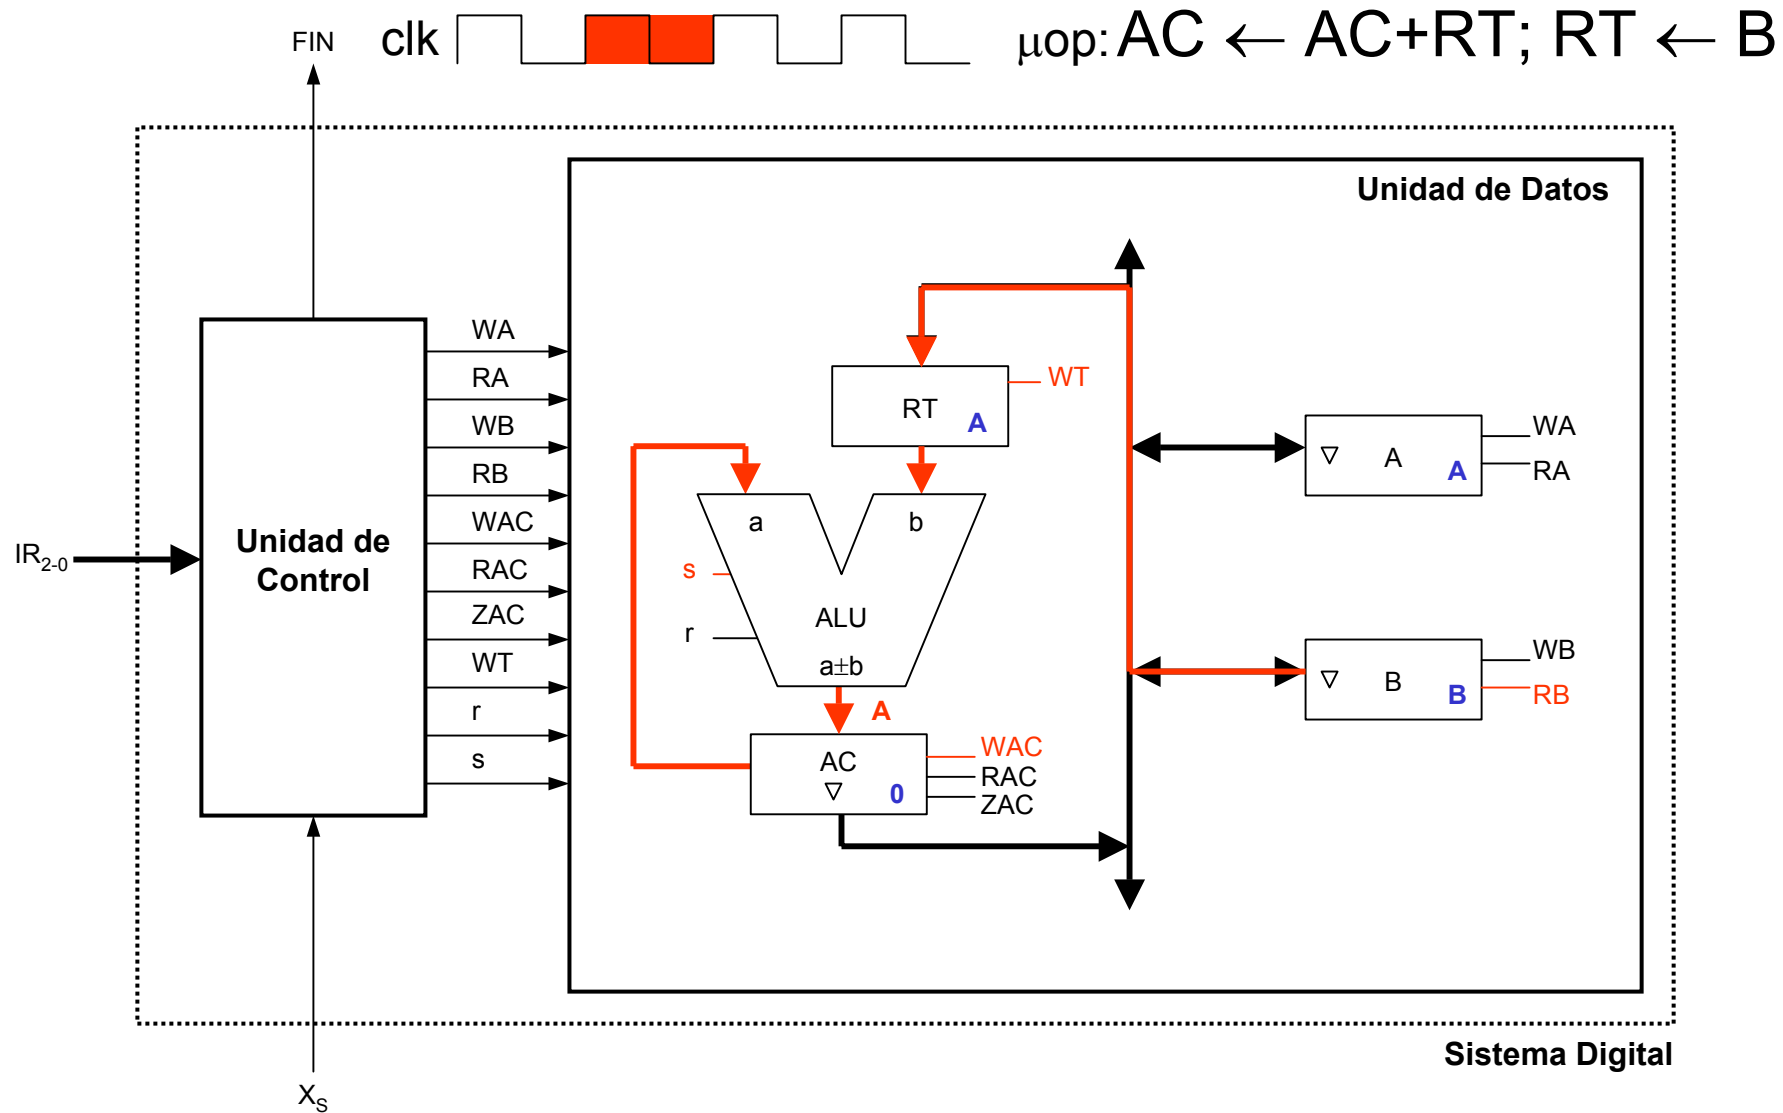 FIN
clk
μop: AC ← AC+RT; RT ← B
Unidad de Datos
WA
RA
WB
RB
WAC
RAC
ZAC
WT
r
s
IR2-0
Unidad de
Control
RT
A
WT
a
b
s
r
ALU
a±b
A
AC
0
WAC
RAC
ZAC
A
A
WA
RA
B
B
WB
RB
Sistema Digital
XS